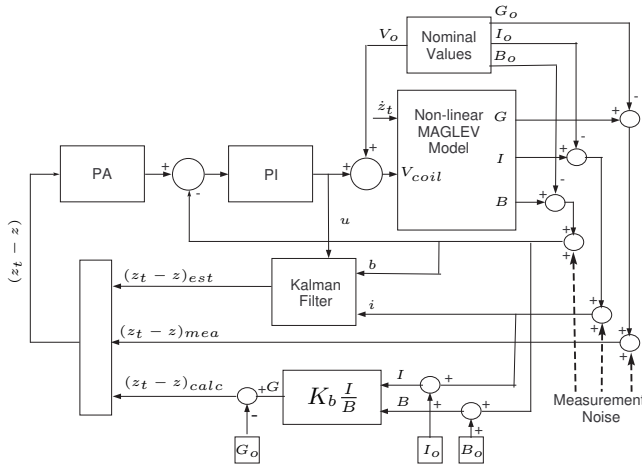 G_o
V_o
Nominal
Values
I_o
B_o
-
ż_t
Non-linear
MAGLEV
Model
G
+
-
+
I
+
PA
+
PI
+
V_coil
-
-
B
+
u
+
(z_t − z)
+
b
(z_t − z)_est
Kalman
Filter
i
+
+
(z_t − z)_mea
+
+
(z_t − z)_calc
+
G
K_b I/B
I
+
B
+
Measurement
Noise
-
+
+
G_o
I_o
B_o